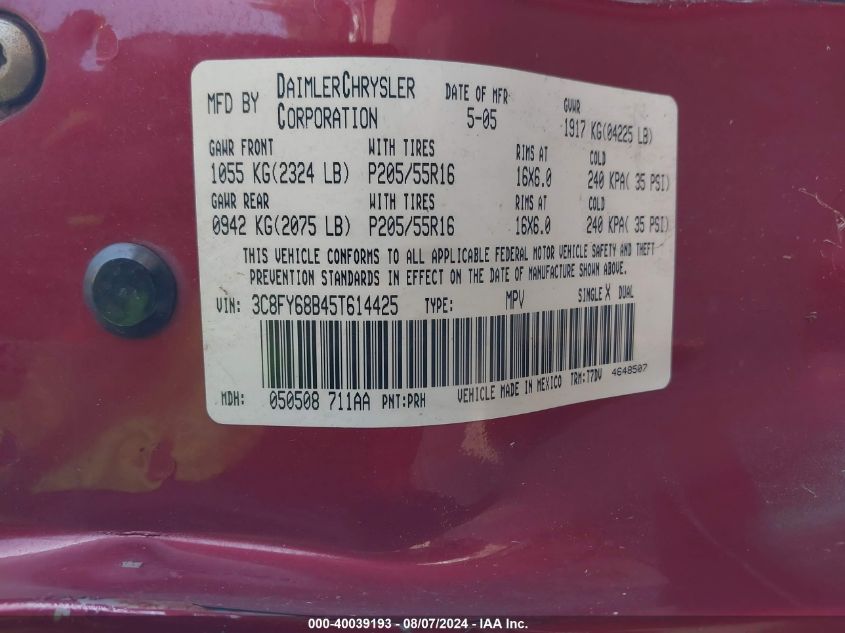 MFD BY DAIMLERCHRYSLER CORPORATION DATE OF MFR 5-05 GVWR 1917 KG(04225 LB)
GAWR FRONT WITH TIRES RIMS AT COLD
1055 KG(2324 LB) P205/55R16 16X6.0 240 KPA( 35 PSI)
GAWR REAR WITH TIRES RIMS AT COLD
0942 KG(2075 LB) P205/55R16 16X6.0 240 KPA( 35 PSI)
THIS VEHICLE CONFORMS TO ALL APPLICABLE FEDERAL MOTOR VEHICLE SAFETY AND THEFT
PREVENTION STANDARDS IN EFFECT ON THE DATE OF MANUFACTURE SHOWN ABOVE.
VIN: 3C8FY68B45T614425 TYPE: MPV SINGLE X DUAL
MDH: 050508 711AA PNT:PRH VEHICLE MADE IN MEXICO TRM:T7DV 4648507
000-40039193 - 08/07/2024 - IAA Inc.